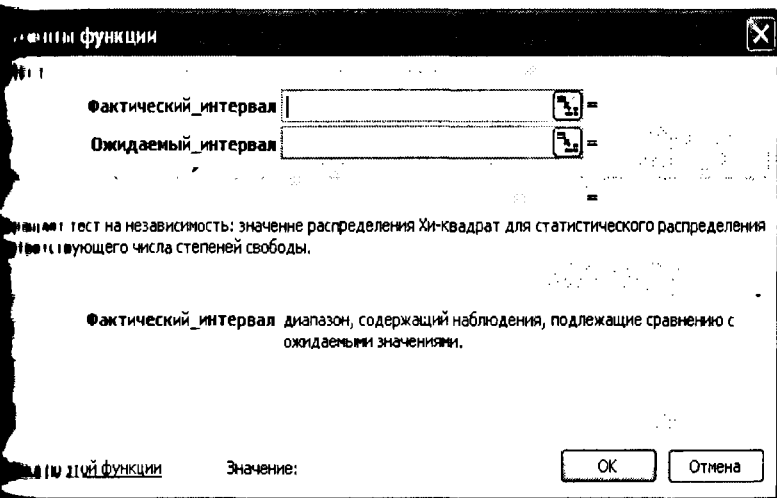 функции
Фактический_интервал =
Ожидаемый_интервал =
=
тест на независимость: значение распределения Хи-квадрат для статистического распределения
числа степеней свободы.
Фактический_интервал диапазон, содержащий наблюдения, подлежащие сравнению с
ожидаемыми значениями.
этой функции Значение: ОК Отмена